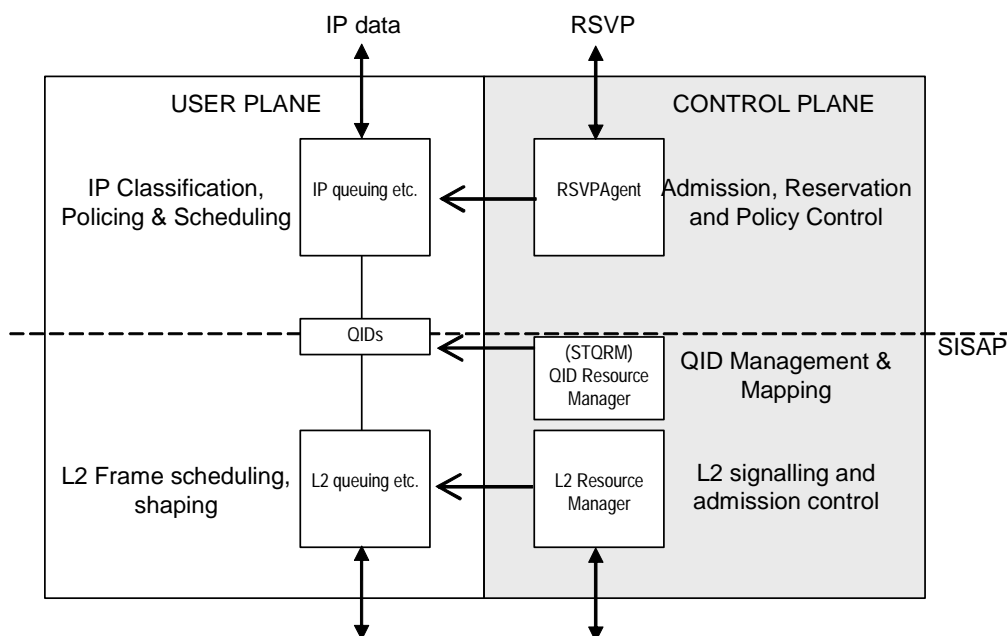 IP data
RSVP
USER PLANE
CONTROL PLANE
IP Classification,
Policing & Scheduling
IP queuing etc.
RSVPAgent
Admission, Reservation
and Policy Control
QIDs
SISAP
(STQRM)
QID Resource
Manager
QID Management &
Mapping
L2 Frame scheduling,
shaping
L2 queuing etc.
L2 Resource
Manager
L2 signalling and
admission control